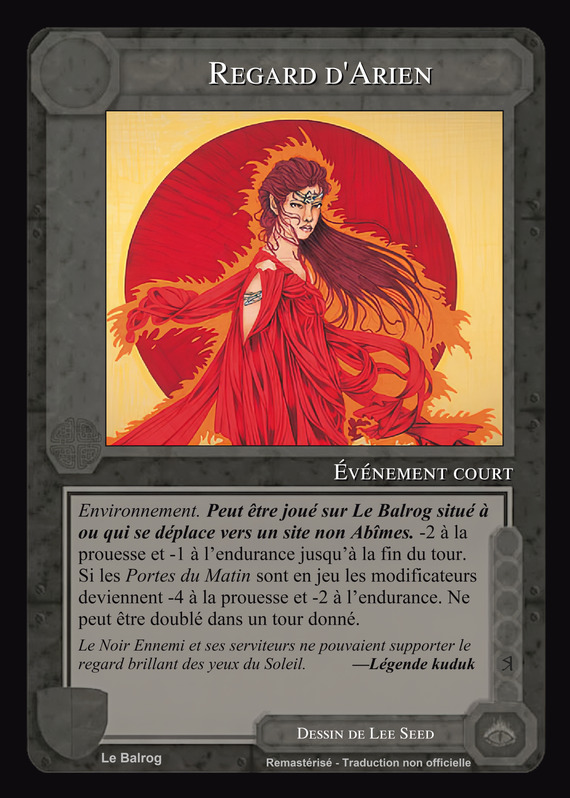 Regard d'Arien
Événement court
Environnement. Peut être joué sur Le Balrog situé à
ou qui se déplace vers un site non Abîmes. -2 à la
prouesse et -1 à l’endurance jusqu’à la fin du tour.
Si les Portes du Matin sont en jeu les modificateurs
deviennent -4 à la prouesse et -2 à l’endurance. Ne
peut être doublé dans un tour donné.
Le Noir Ennemi et ses serviteurs ne pouvaient supporter le
regard brillant des yeux du Soleil. —Légende kuduk
Dessin de Lee Seed
Le Balrog
Remastérisé - Traduction non officielle